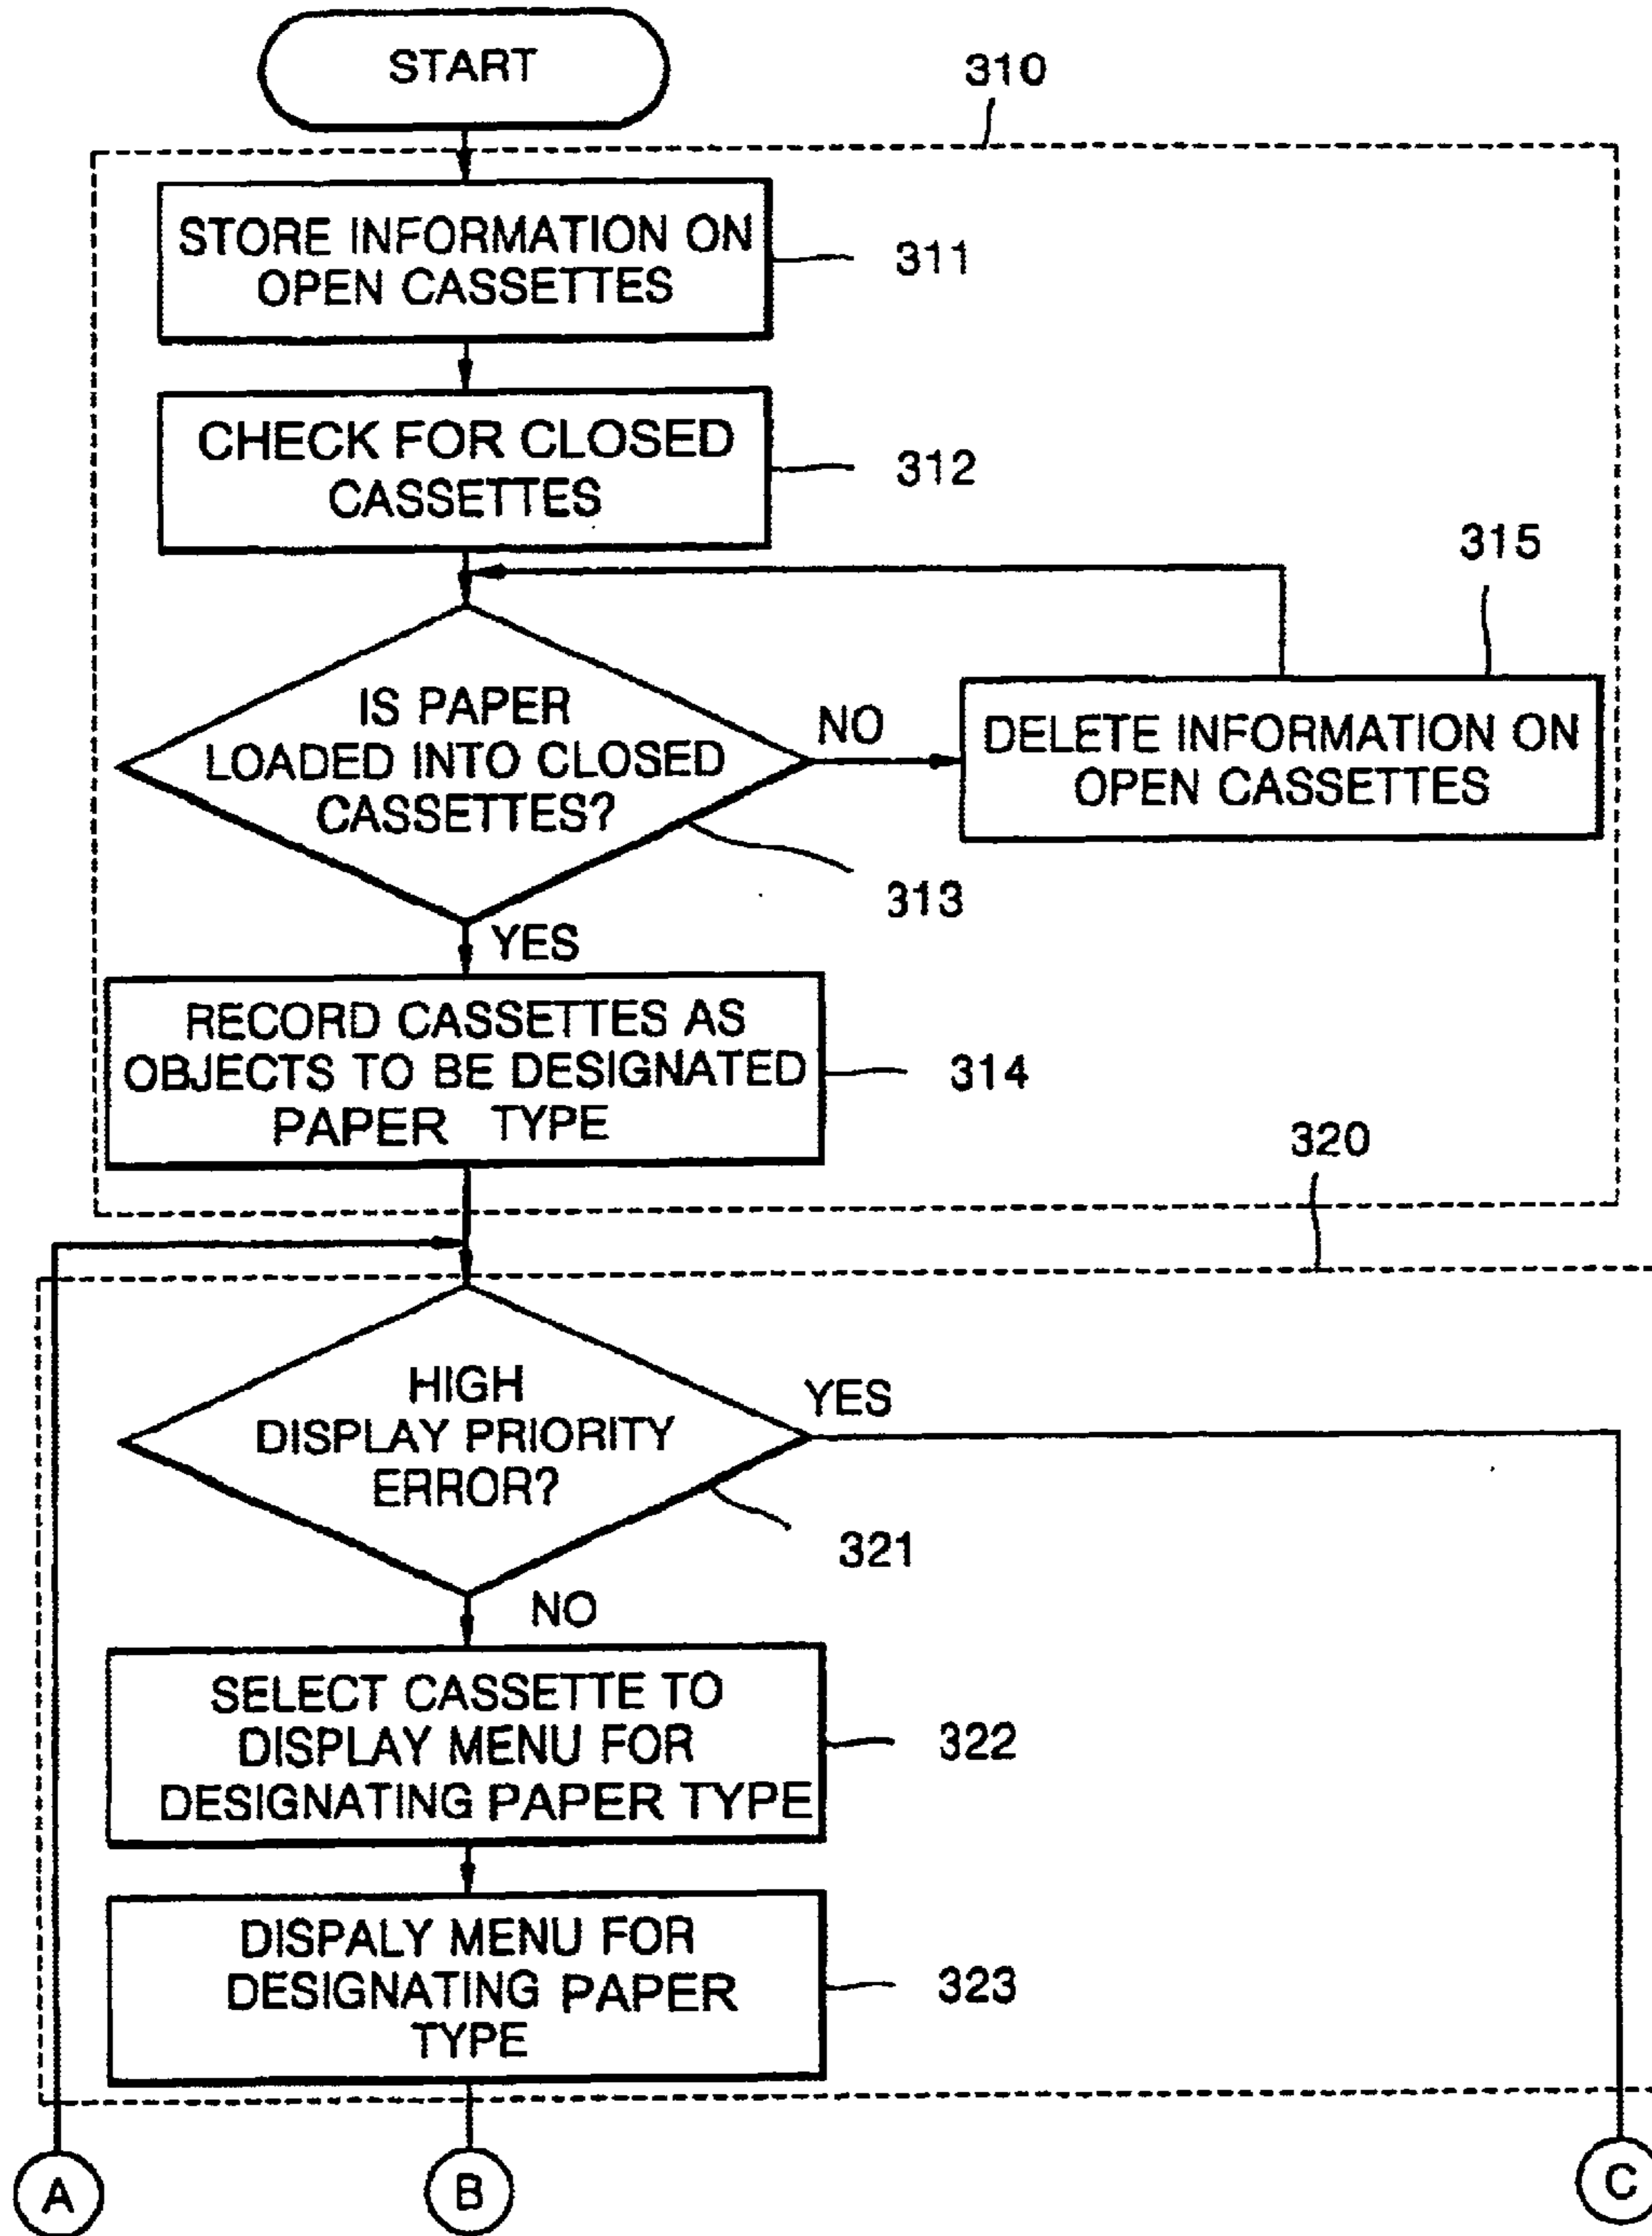 START
310
STORE INFORMATION ON
OPEN CASSETTES
311
CHECK FOR CLOSED
CASSETTES
312
315
IS PAPER
LOADED INTO CLOSED
CASSETTES?
NO
DELETE INFORMATION ON
OPEN CASSETTES
313
YES
RECORD CASSETTES AS
OBJECTS TO BE DESIGNATED
PAPER TYPE
314
320
HIGH
DISPLAY PRIORITY
ERROR?
YES
321
NO
SELECT CASSETTE TO
DISPLAY MENU FOR
DESIGNATING PAPER TYPE
322
DISPALY MENU FOR
DESIGNATING PAPER
TYPE
323
A
B
C